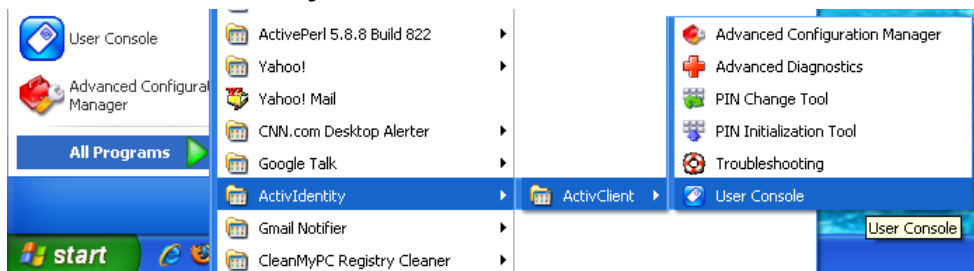 User Console
Advanced Configurat
Manager
All Programs
start
ActivePerl 5.8.8 Build 822
Yahoo!
Yahoo! Mail
CNN.com Desktop Alerter
Google Talk
ActivIdentity
Gmail Notifier
CleanMyPC Registry Cleaner
ActivClient
Advanced Configuration Manager
Advanced Diagnostics
PIN Change Tool
PIN Initialization Tool
Troubleshooting
User Console
User Console